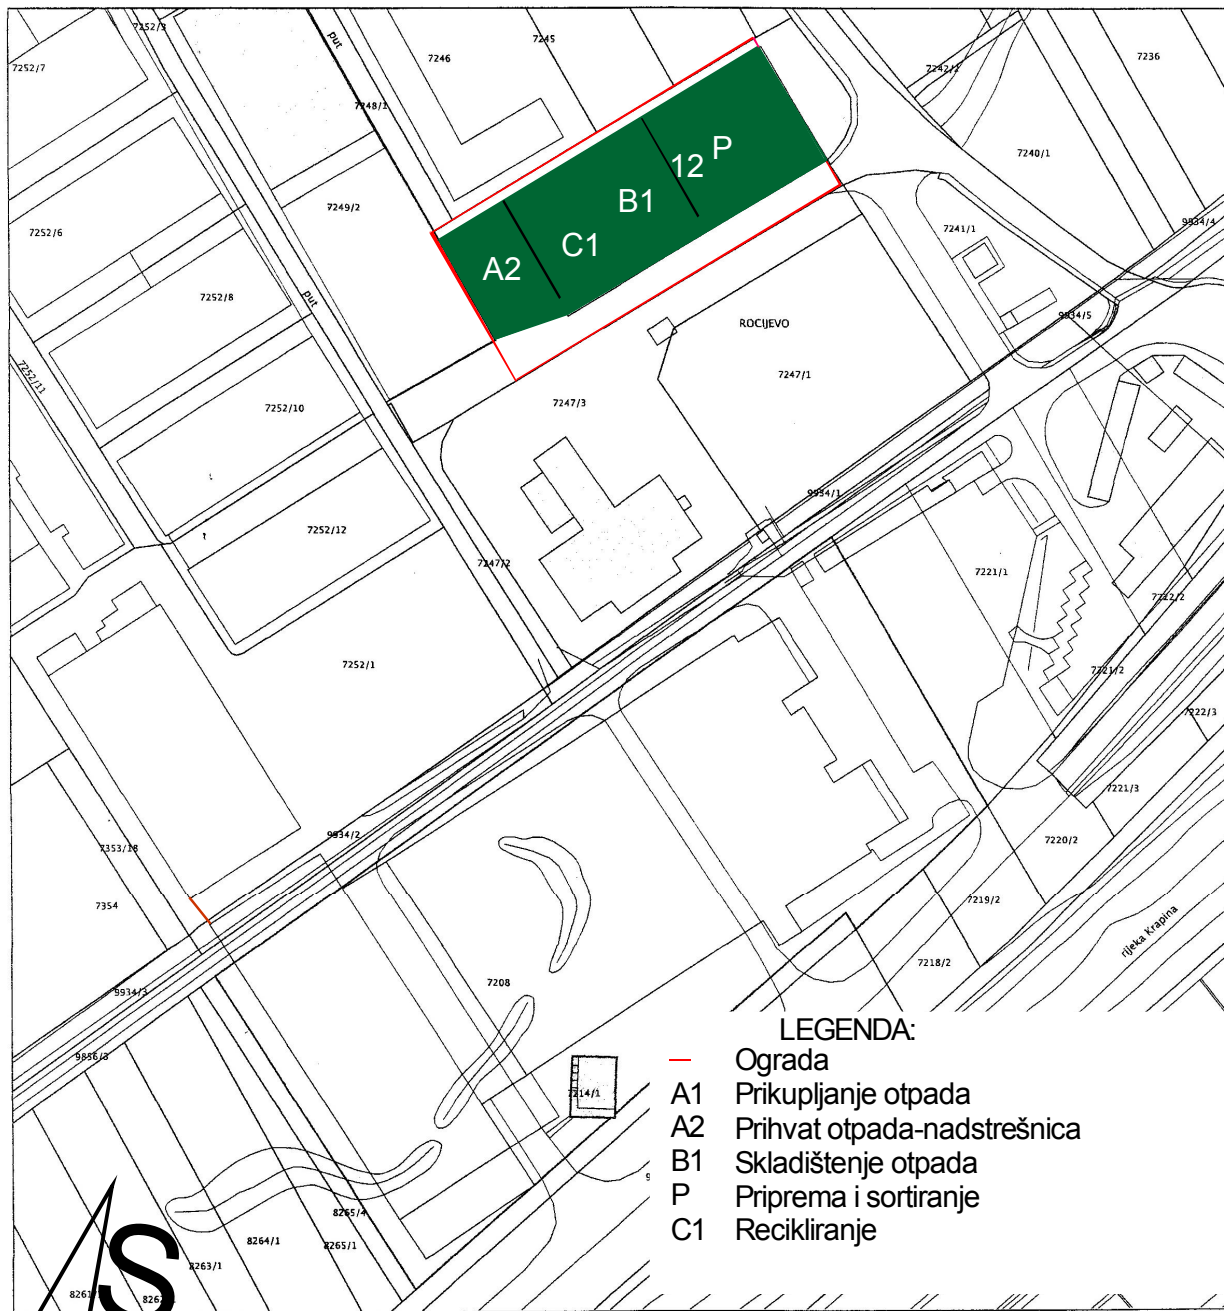 7252/3
put
7245
7246
7236
7252/7
7242/1
7248/1
P
12
7240/1
B1
7249/2
9934/4
7252/6
C1
7241/1
A2
7252/8
put
9934/5
ROCIJEVO
7252/11
7247/1
7247/3
7252/10
9934/1
7252/12
7247/2
7221/1
7212/2
7252/1
7221/2
7222/3
7221/3
9934/2
7220/2
7353/18
7354
7219/2
rijeka Krapina
7218/2
7208
9934/3
LEGENDA:
Ograda
9856/3
A1 Prikupljanje otpada
7214/1
A2 Prihvat otpada-nadstrešnica
B1 Skladištenje otpada
P Priprema i sortiranje
C1 Recikliranje
8265/4
8264/1
8265/1
8263/1
S